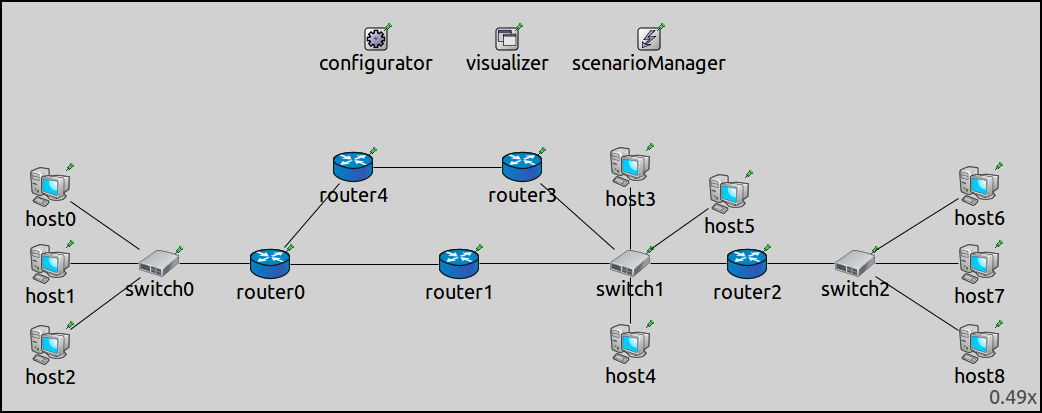 configurator visualizer scenarioManager
router4 router3 host3
host0 host5 host6
host1 switch0 router0 router1 switch1 router2 switch2 host7
host2 host4 host8
0.49x